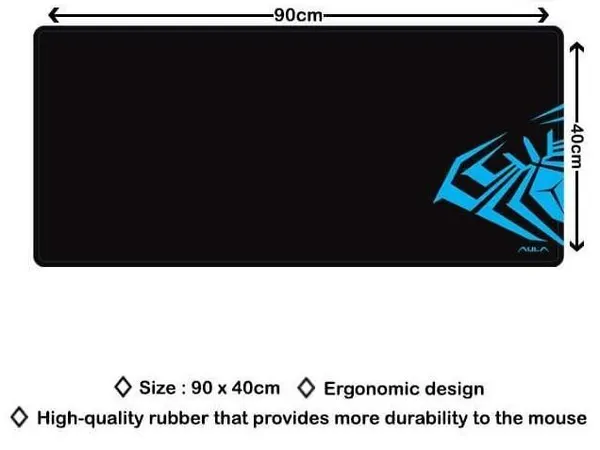 90cm
40cm
AULA
Size : 90 x 40cm
Ergonomic design
High-quality rubber that provides more durability to the mouse